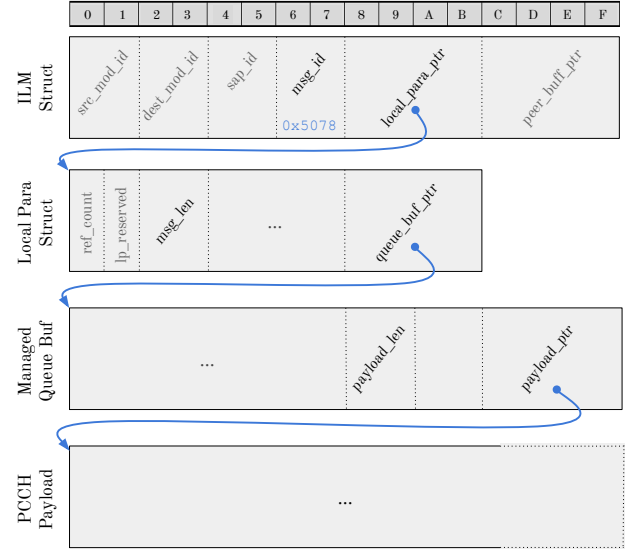 0 1 2 3 4 5 6 7 8 9 A B C D E F
ILM
Struct
src_mod_id
dest_mod_id
sap_id
msg_id
0x5078
local_para_ptr
peer_buff_ptr
Local Para
Struct
ref_count
lp_reserved
msg_len
...
queue_buf_ptr
Managed
Queue Buf
...
payload_len
payload_ptr
PCCH
Payload
...